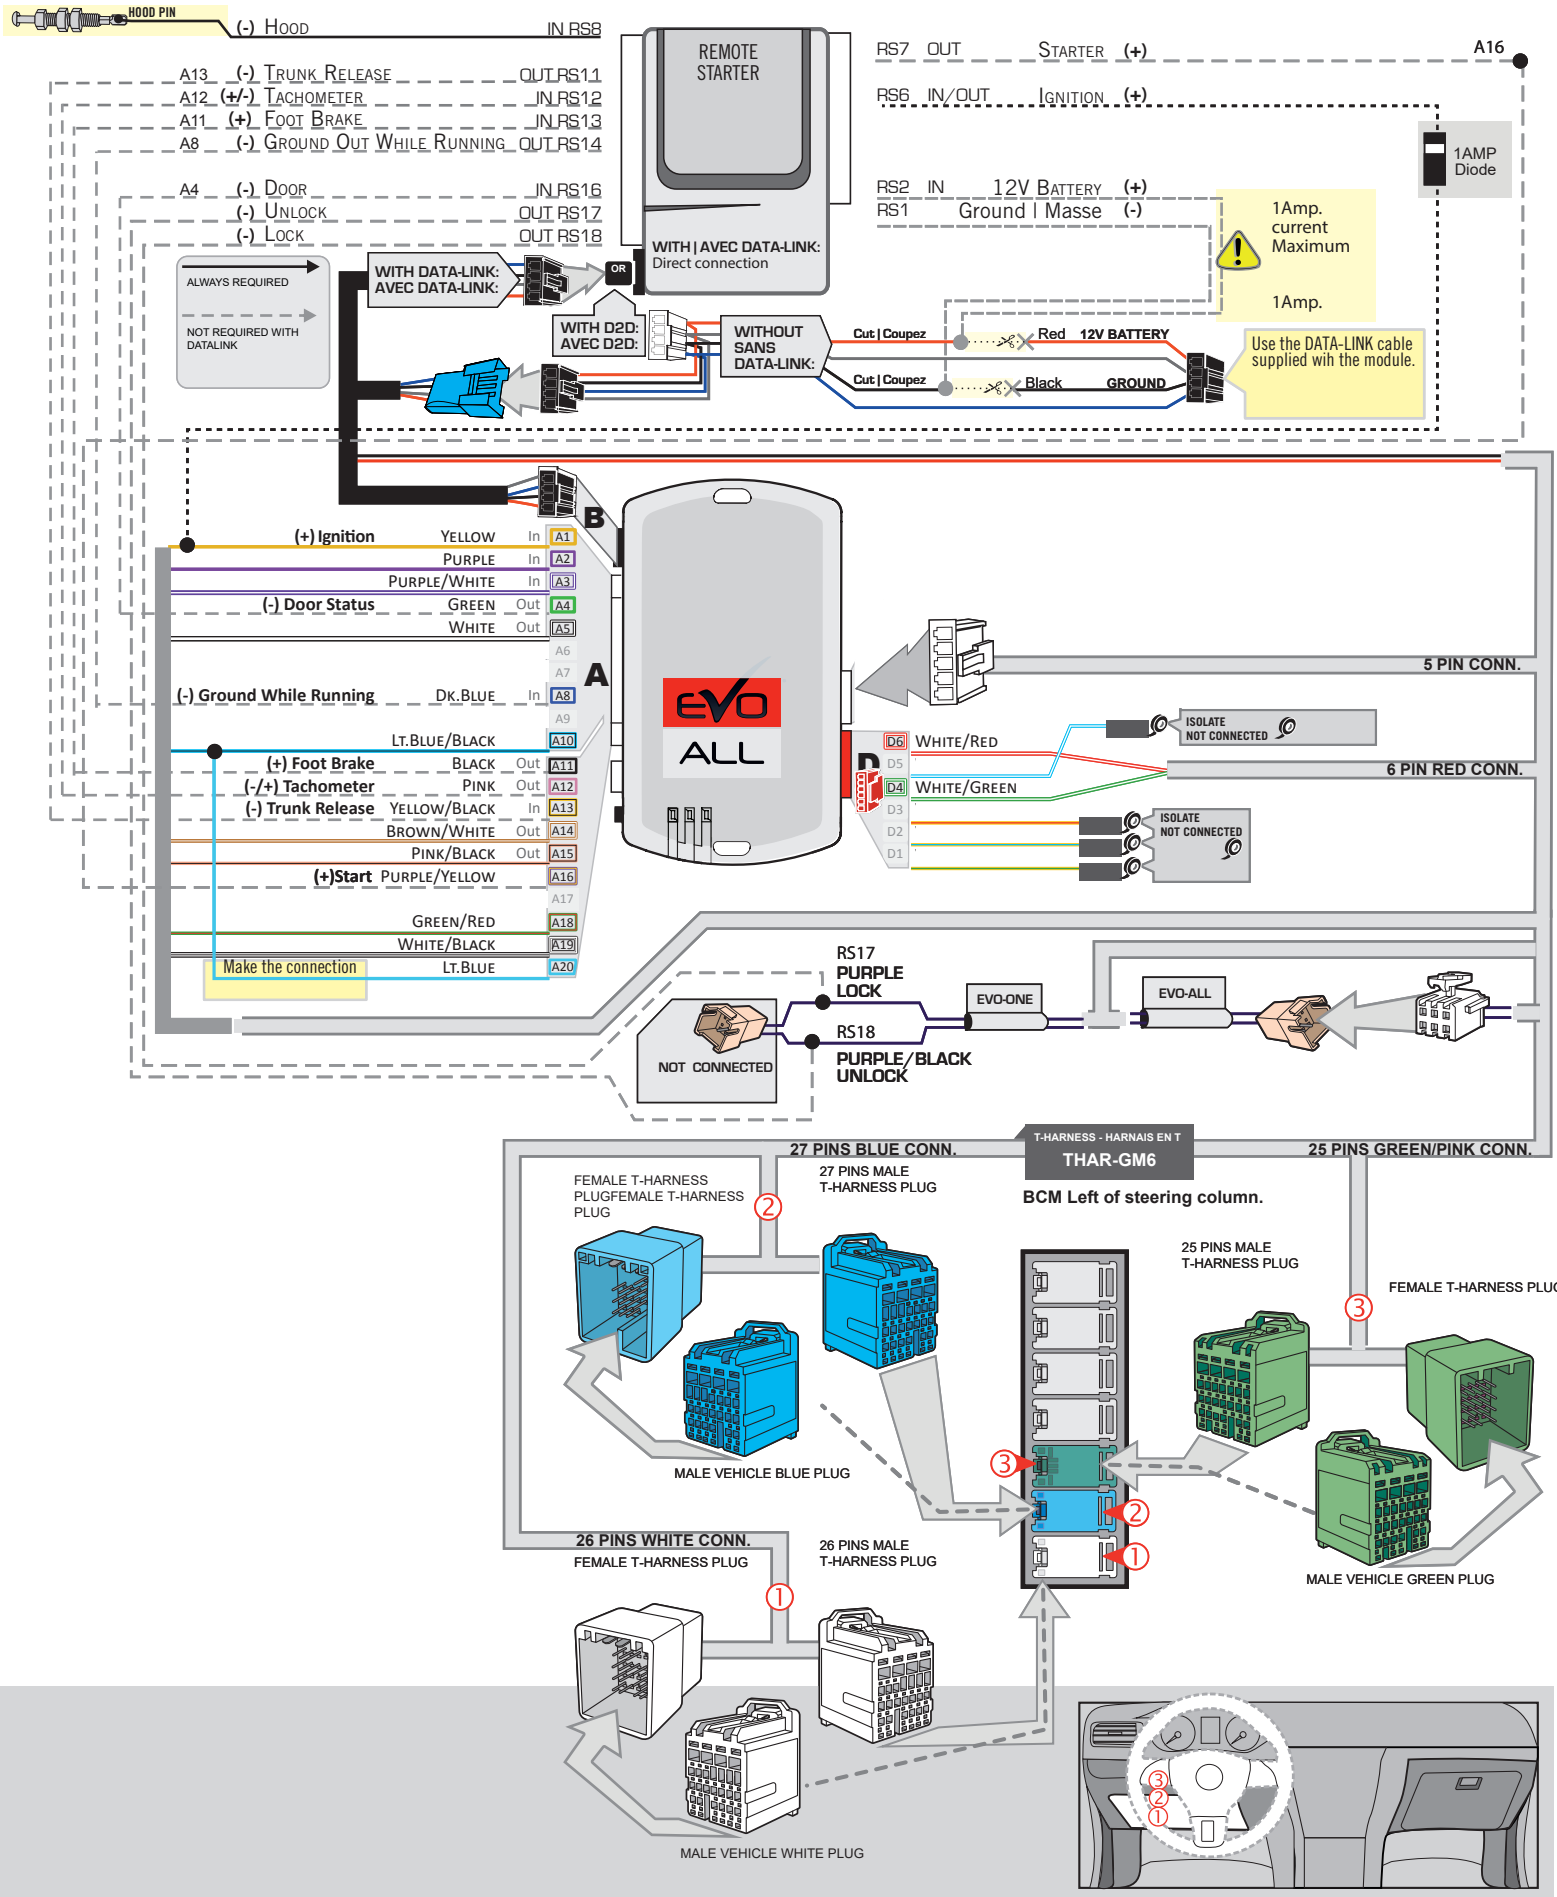 HOOD PIN
(-) HOOD IN RS8
A13 (-) TRUNK RELEASE OUT RS11
A12 (+/-) TACHOMETER IN RS12
A11 (+) FOOT BRAKE IN RS13
A8 (-) GROUND OUT WHILE RUNNING OUT RS14
A4 (-) DOOR IN RS16
(-) UNLOCK OUT RS17
(-) LOCK OUT RS18
REMOTE
STARTER
WITH | AVEC DATA-LINK:
Direct connection
RS7 OUT STARTER (+) A16
RS6 IN/OUT IGNITION (+)
1AMP
Diode
RS2 IN 12V BATTERY (+)
RS1 Ground | Masse (-)
1Amp.
current
Maximum
1Amp.
ALWAYS REQUIRED
NOT REQUIRED WITH
DATALINK
WITH DATA-LINK:
AVEC DATA-LINK:
OR
WITH D2D:
AVEC D2D:
WITHOUT
SANS
DATA-LINK:
Cut | Coupez Red 12V BATTERY
Cut | Coupez Black GROUND
Use the DATA-LINK cable
supplied wih the module.
B
(+) Ignition YELLOW In A1
PURPLE In A2
PURPLE/WHITE In A3
(-) Door Status GREEN Out A4
WHITE Out A5
A6
A7
A
(-) Ground While Running DK.BLUE In A8
A9
LT.BLUE/BLACK A10
(+) Foot Brake BLACK Out A11
(-/+) Tachometer PINK Out A12
(-) Trunk Release YELLOW/BLACK In A13
BROWN/WHITE Out A14
PINK/BLACK Out A15
(+)Start PURPLE/YELLOW A16
A17
GREEN/RED A18
WHITE/BLACK A19
Make the connection LT.BLUE A20
EVO
ALL
5 PIN CONN.
D
D6 WHITE/RED
D5
D4 WHITE/GREEN
D3
D2
D1
ISOLATE
NOT CONNECTED
6 PIN RED CONN.
ISOLATE
NOT CONNECTED
RS17
PURPLE
LOCK
RS18
PURPLE/BLACK
UNLOCK
NOT CONNECTED
EVO-ONE
EVO-ALL
T-HARNESS - HARNAIS EN T
THAR-GM6
27 PINS BLUE CONN.
25 PINS GREEN/PINK CONN.
BCM Left of steering column.
FEMALE T-HARNESS
PLUGFEMALE T-HARNESS
PLUG
2
27 PINS MALE
T-HARNESS PLUG
25 PINS MALE
T-HARNESS PLUG
3
FEMALE T-HARNESS PLUG
MALE VEHICLE BLUE PLUG
3
2
1
MALE VEHICLE GREEN PLUG
26 PINS WHITE CONN.
FEMALE T-HARNESS PLUG
1
26 PINS MALE
T-HARNESS PLUG
MALE VEHICLE WHITE PLUG
3
2
1